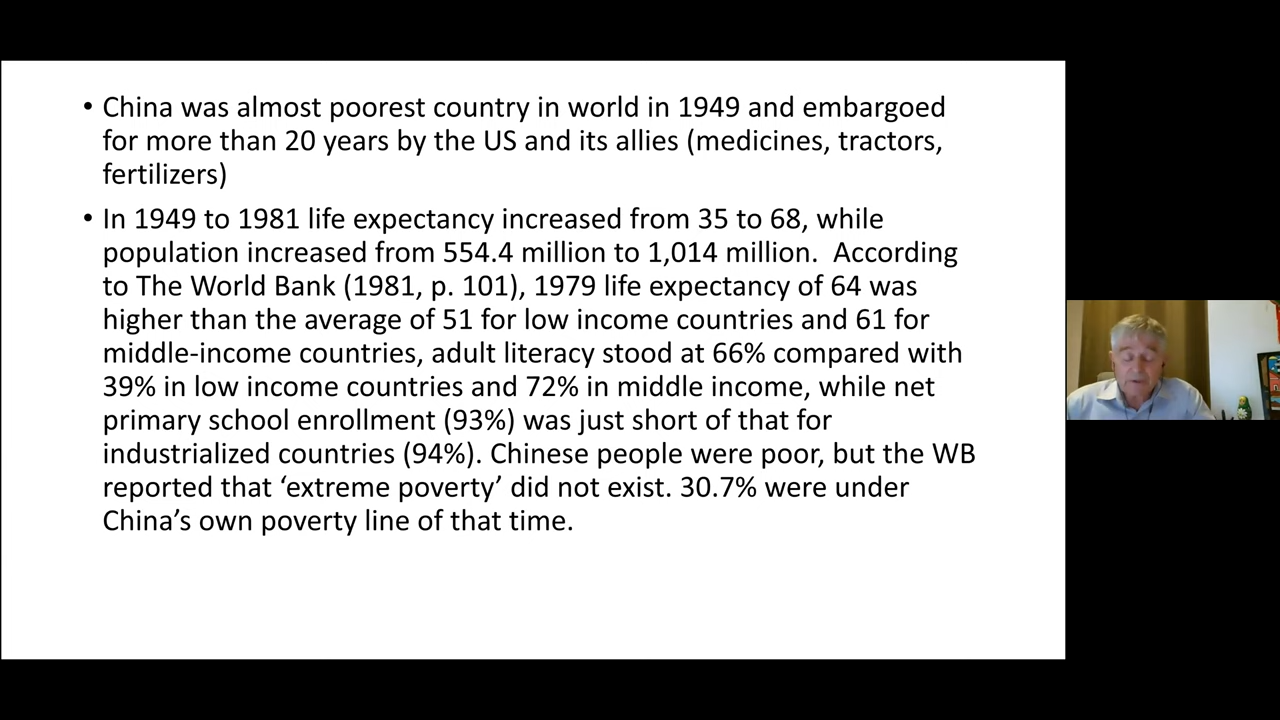 • China was almost poorest country in world in 1949 and embargoed
for more than 20 years by the US and its allies (medicines, tractors,
fertilizers)
• In 1949 to 1981 life expectancy increased from 35 to 68, while
population increased from 554.4 million to 1,014 million.  According
to The World Bank (1981, p. 101), 1979 life expectancy of 64 was
higher than the average of 51 for low income countries and 61 for
middle-income countries, adult literacy stood at 66% compared with
39% in low income countries and 72% in middle income, while net
primary school enrollment (93%) was just short of that for
industrialized countries (94%). Chinese people were poor, but the WB
reported that ‘extreme poverty’ did not exist. 30.7% were under
China’s own poverty line of that time.